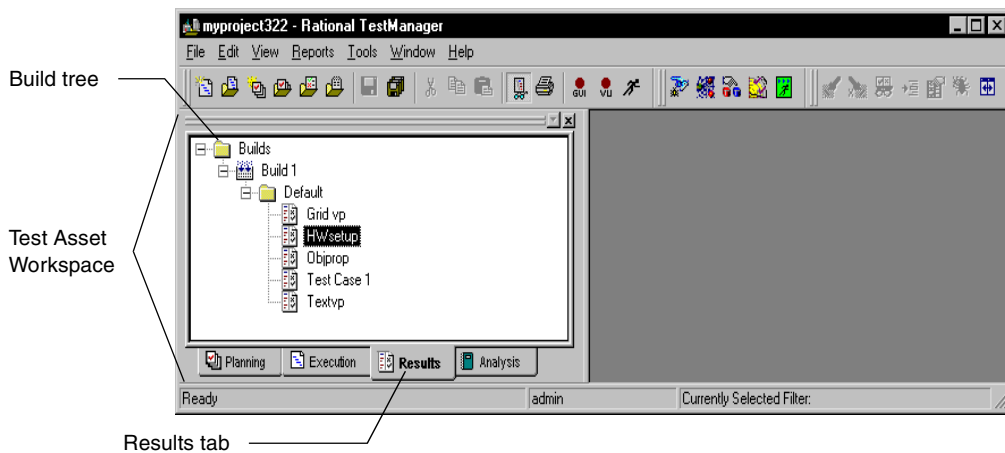 myproject322 - Rational TestManager
File Edit View Reports Tools Window Help
GUI VU
Build tree
Builds
Build 1
Default
Grid vp
HWsetup
Objprop
Test Case 1
Textvp
Test Asset
Workspace
Planning Execution Results Analysis
Ready admin Currently Selected Filter:
Results tab